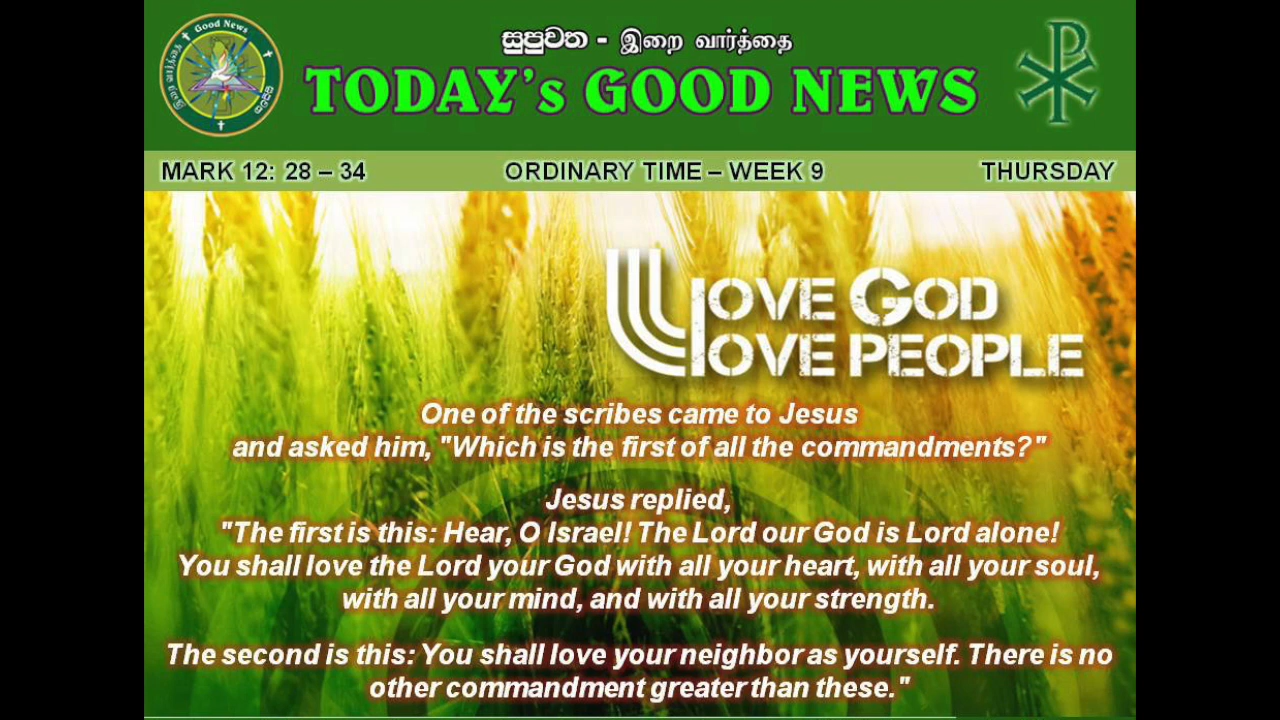 Good News
සුපුවත - இறை வார்த்தை
TODAY's GOOD NEWS
MARK 12: 28 – 34 ORDINARY TIME – WEEK 9 THURSDAY
LOVE GOD
LOVE PEOPLE
One of the scribes came to Jesus
and asked him, "Which is the first of all the commandments?"
Jesus replied,
"The first is this: Hear, O Israel! The Lord our God is Lord alone!
You shall love the Lord your God with all your heart, with all your soul,
with all your mind, and with all your strength.
The second is this: You shall love your neighbor as yourself. There is no
other commandment greater than these."